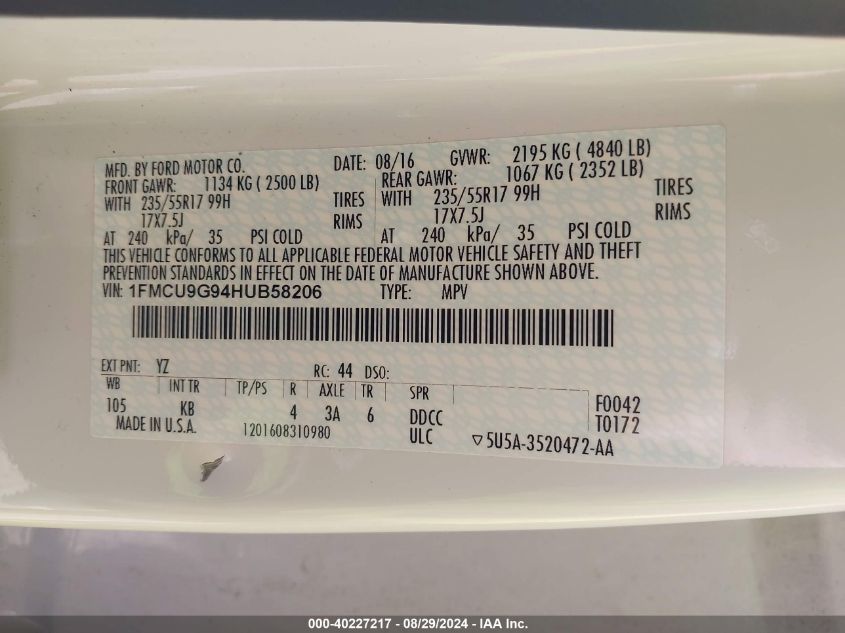 MFD. BY FORD MOTOR CO. DATE: 08/16 GVWR: 2195 KG ( 4840 LB)
FRONT GAWR: 1134 KG ( 2500 LB) REAR GAWR: 1067 KG ( 2352 LB)
WITH 235/55R17 99H TIRES WITH 235/55R17 99H TIRES
17X7.5J RIMS 17X7.5J RIMS
AT 240 kPa/ 35 PSI COLD AT 240 kPa/ 35 PSI COLD
THIS VEHICLE CONFORMS TO ALL APPLICABLE FEDERAL MOTOR VEHICLE SAFETY AND THEFT
PREVENTION STANDARDS IN EFFECT ON THE DATE OF MANUFACTURE SHOWN ABOVE.
VIN: 1FMCU9G94HUB58206 TYPE: MPV
EXT PNT: YZ RC: 44 DSO:
WB INT TR TP/PS R AXLE TR SPR
105 KB 4 3A 6 DDCC F0042
MADE IN U.S.A. 1201608310980 ULC T0172
▽5U5A-3520472-AA
000-40227217 - 08/29/2024 - IAA Inc.